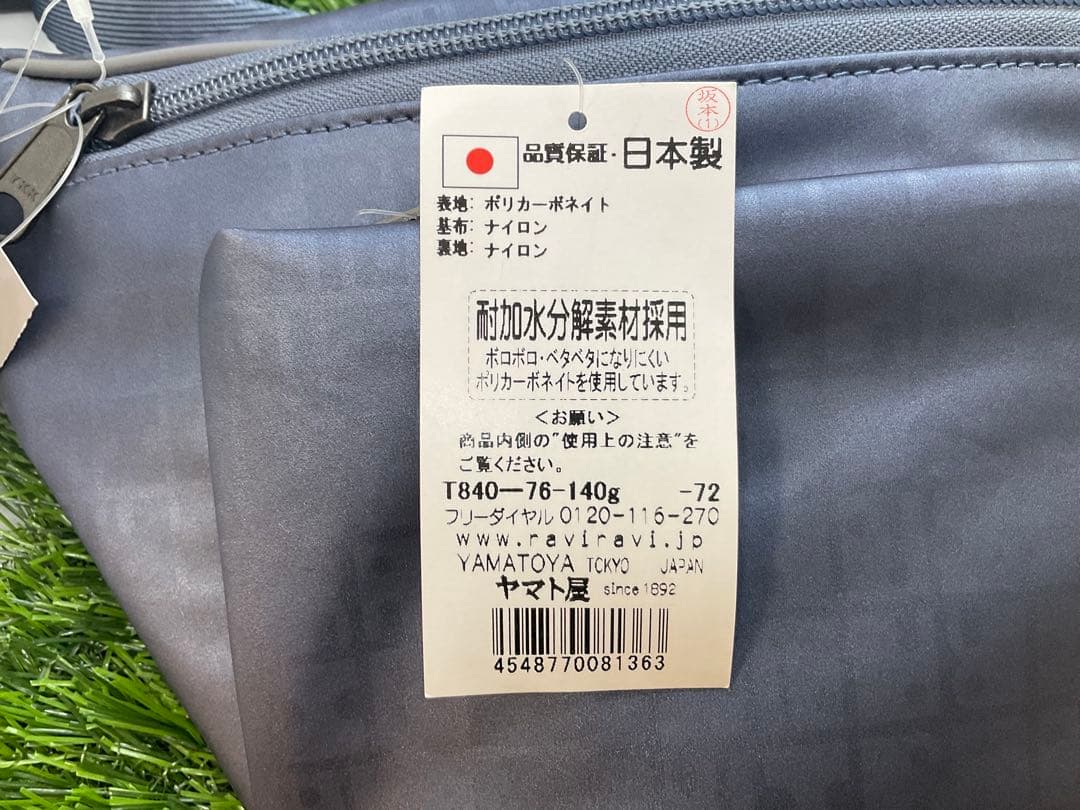 坂本
(1)
品質保証・日本製
表地: ポリカーボネイト
基布: ナイロン
裏地: ナイロン
耐加水分解素材採用
ボロボロ・ベタベタになりにくい
ポリカーボネイトを使用しています。
＜お願い＞
商品内側の"使用上の注意"を
ご覧ください。
T840-76-140g -72
フリーダイヤル 0120-116-270
www.raviravi.jp
YAMATOYA TOKYO JAPAN
ヤマト屋 since 1892
4548770081363
YKK